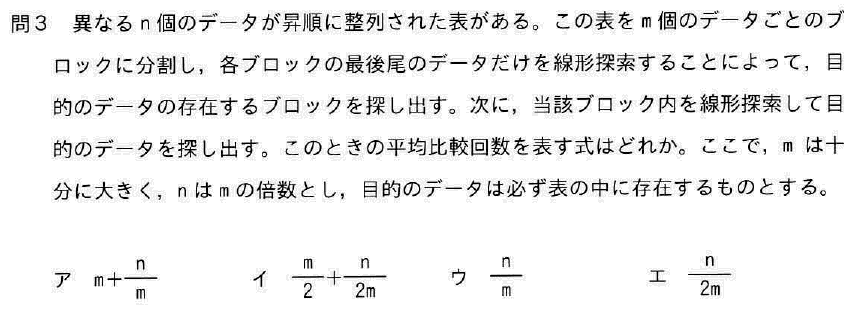 問3 異なるn個のデータが昇順に整列された表がある。この表をm個のデータごとのブ
ロックに分割し，各ブロックの最後尾のデータだけを線形探索することによって，目
的のデータの存在するブロックを探し出す。次に，当該ブロック内を線形探索して目
的のデータを探し出す。このときの平均比較回数を表す式はどれか。ここで，mは十
分に大きく，nはmの倍数とし，目的のデータは必ず表の中に存在するものとする。
ア m+n/m イ m/2+n/2m ウ n/m エ n/2m